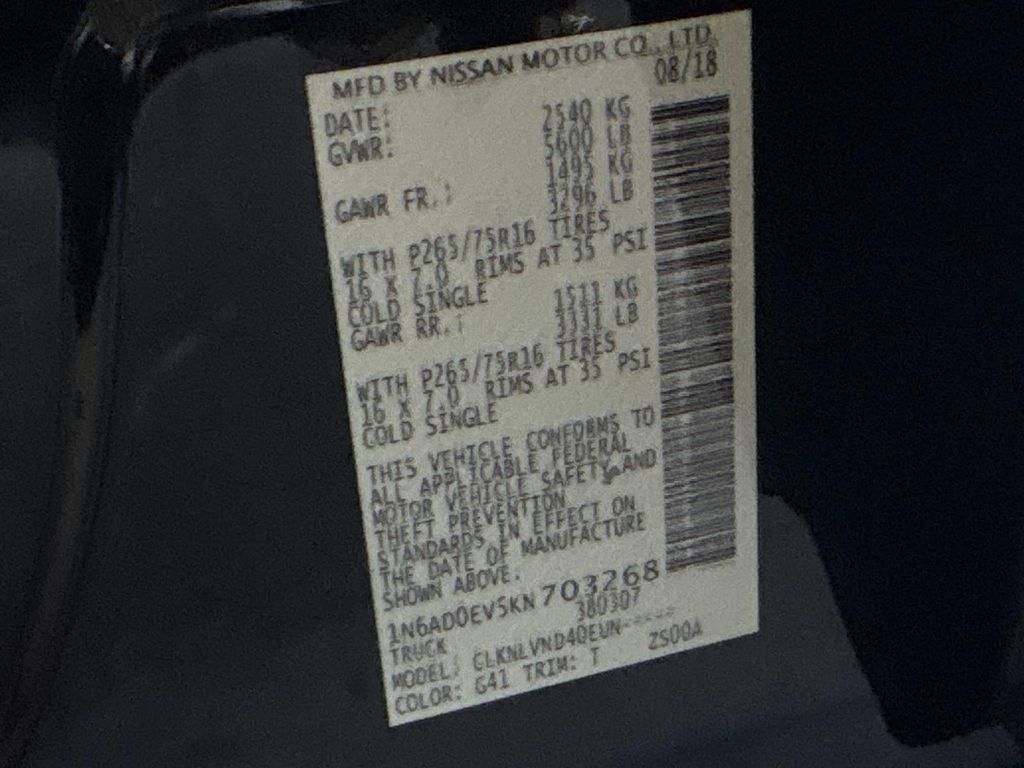 MFD BY NISSAN MOTOR CO., LTD.
DATE: 08/18
GVWR: 2540 KG
5600 LB
GAWR FR.: 1495 KG
3296 LB
WITH P265/75R16 TIRES
16 X 7.0 RIMS AT 35 PSI
COLD SINGLE
GAWR RR.: 1511 KG
3331 LB
WITH P265/75R16 TIRES
16 X 7.0 RIMS AT 35 PSI
COLD SINGLE
THIS VEHICLE CONFORMS TO
ALL APPLICABLE FEDERAL
MOTOR VEHICLE SAFETY AND
THEFT PREVENTION
STANDARDS IN EFFECT ON
THE DATE OF MANUFACTURE
SHOWN ABOVE.
1N6AD0EV5KN703268
TRUCK 380307
MODEL: CLKNLVND40EUN-----
COLOR: G41 TRIM: T ZS00A